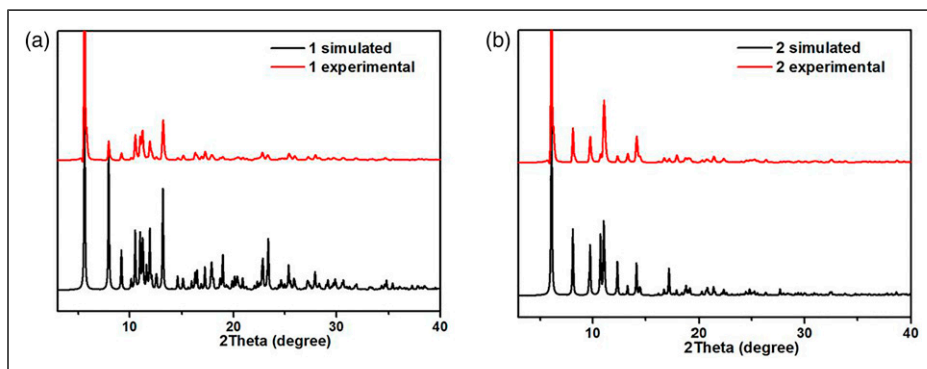 (a)
1 simulated
1 experimental
10 20 30 40
2Theta (degree)
(b)
2 simulated
2 experimental
10 20 30 40
2Theta (degree)